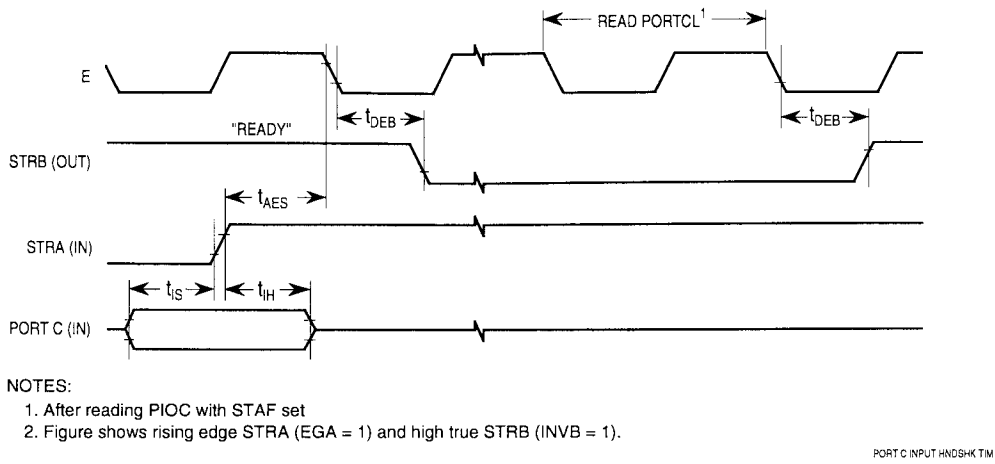 READ PORTCL1
E
tDEB
tDEB
"READY"
STRB (OUT)
tAES
STRA (IN)
tIS
tIH
PORT C (IN)
NOTES:
1. After reading PIOC with STAF set
2. Figure shows rising edge STRA (EGA = 1) and high true STRB (INVB = 1).
PORT C INPUT HNDSHK TIM